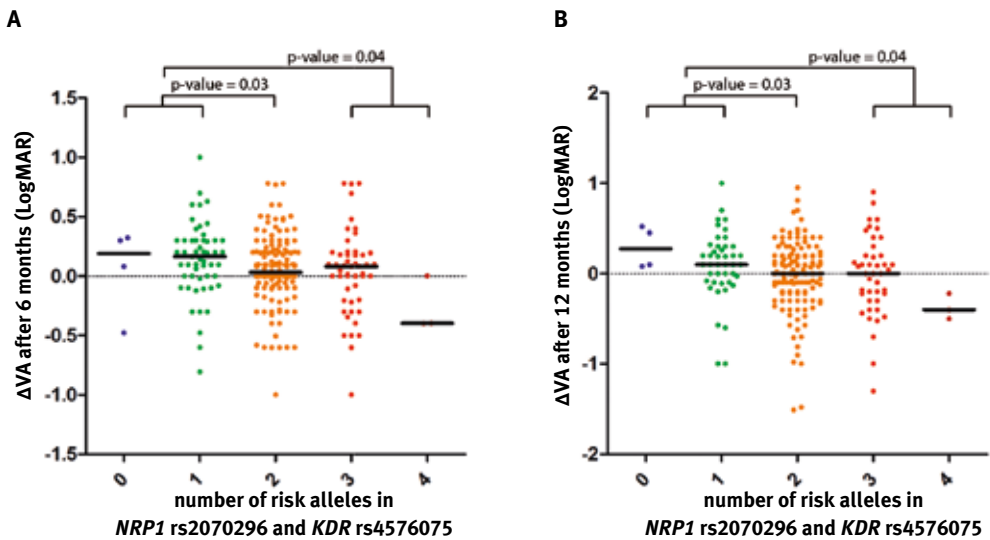 A
p-value = 0.04
p-value = 0.03
ΔVA after 6 months (LogMAR)
1.5
1.0
0.5
0.0
-0.5
-1.0
-1.5
0 1 2 3 4
number of risk alleles in
NRP1 rs2070296 and KDR rs4576075
B
p-value = 0.04
p-value = 0.03
ΔVA after 12 months (LogMAR)
2
1
0
-1
-2
0 1 2 3 4
number of risk alleles in
NRP1 rs2070296 and KDR rs4576075